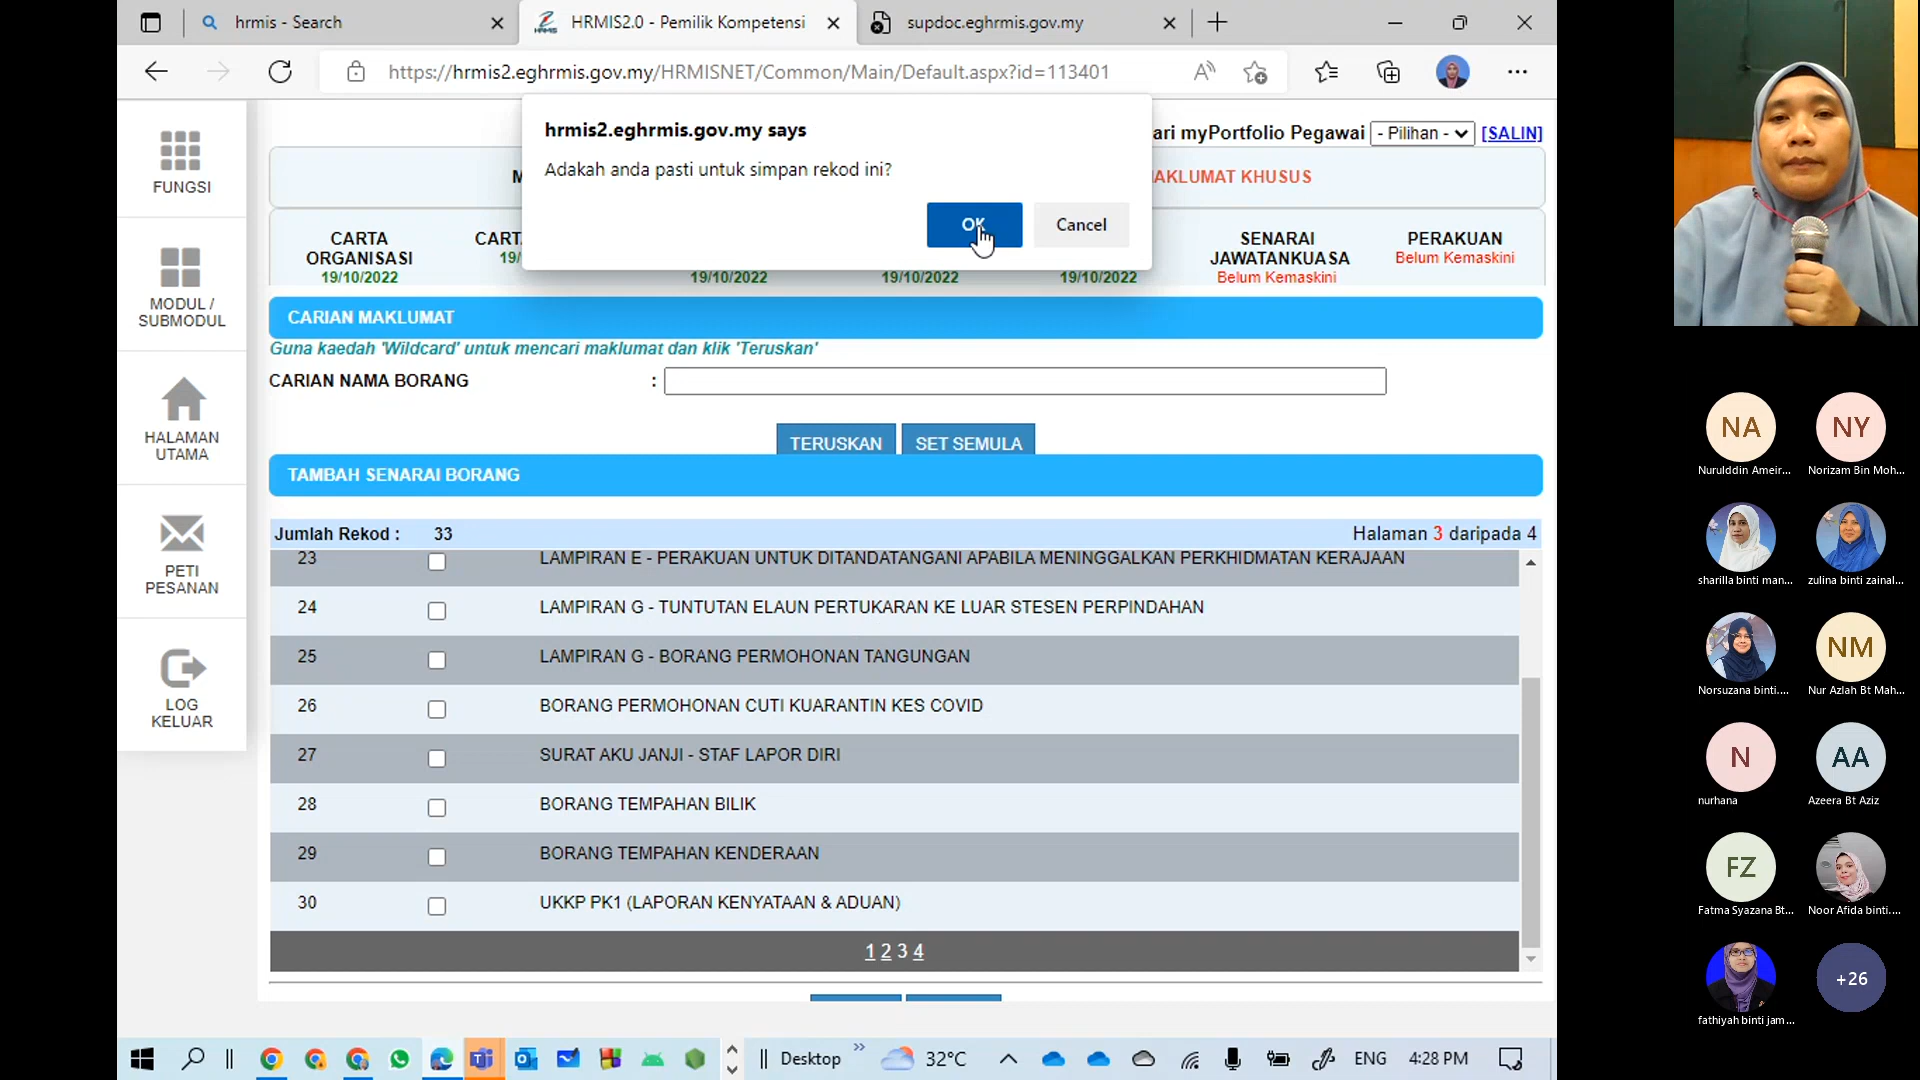 hrmis - Search
HRMIS2.0 - Pemilik Kompetensi
supdoc.eghrmis.gov.my
https://hrmis2.eghrmis.gov.my/HRMISNET/Common/Main/Default.aspx?id=113401
hrmis2.eghrmis.gov.my says
Adakah anda pasti untuk simpan rekod ini?
OK
Cancel
ari myPortfolio Pegawai - Pilihan - [SALIN]
AKLUMAT KHUSUS
FUNGSI
MODUL /
SUBMODUL
HALAMAN
UTAMA
PETI
PESANAN
LOG
KELUAR
CARTA
ORGANISASI
19/10/2022
CART
19/
19/10/2022
19/10/2022
19/10/2022
SENARAI
JAWATANKUASA
Belum Kemaskini
PERAKUAN
Belum Kemaskini
CARIAN MAKLUMAT
Guna kaedah 'Wildcard' untuk mencari maklumat dan klik 'Teruskan'
CARIAN NAMA BORANG :
TERUSKAN SET SEMULA
TAMBAH SENARAI BORANG
Jumlah Rekod : 33 Halaman 3 daripada 4
23 LAMPIRAN E - PERAKUAN UNTUK DITANDATANGANI APABILA MENINGGALKAN PERKHIDMATAN KERAJAAN
24 LAMPIRAN G - TUNTUTAN ELAUN PERTUKARAN KE LUAR STESEN PERPINDAHAN
25 LAMPIRAN G - BORANG PERMOHONAN TANGUNGAN
26 BORANG PERMOHONAN CUTI KUARANTIN KES COVID
27 SURAT AKU JANJI - STAF LAPOR DIRI
28 BORANG TEMPAHAN BILIK
29 BORANG TEMPAHAN KENDERAAN
30 UKKP PK1 (LAPORAN KENYATAAN & ADUAN)
1 2 3 4
Desktop
32°C
ENG
4:28 PM
NA
Nurulddin Ameir...
NY
Norizam Bin Moh...
sharilla binti man...
zulina binti zainal...
Norsuzana binti....
NM
Nur Azlah Bt Mah...
N
nurhana
AA
Azeera Bt Aziz
FZ
Fatma Syazana Bt...
Noor Afida binti....
fathiyah binti jam...
+26